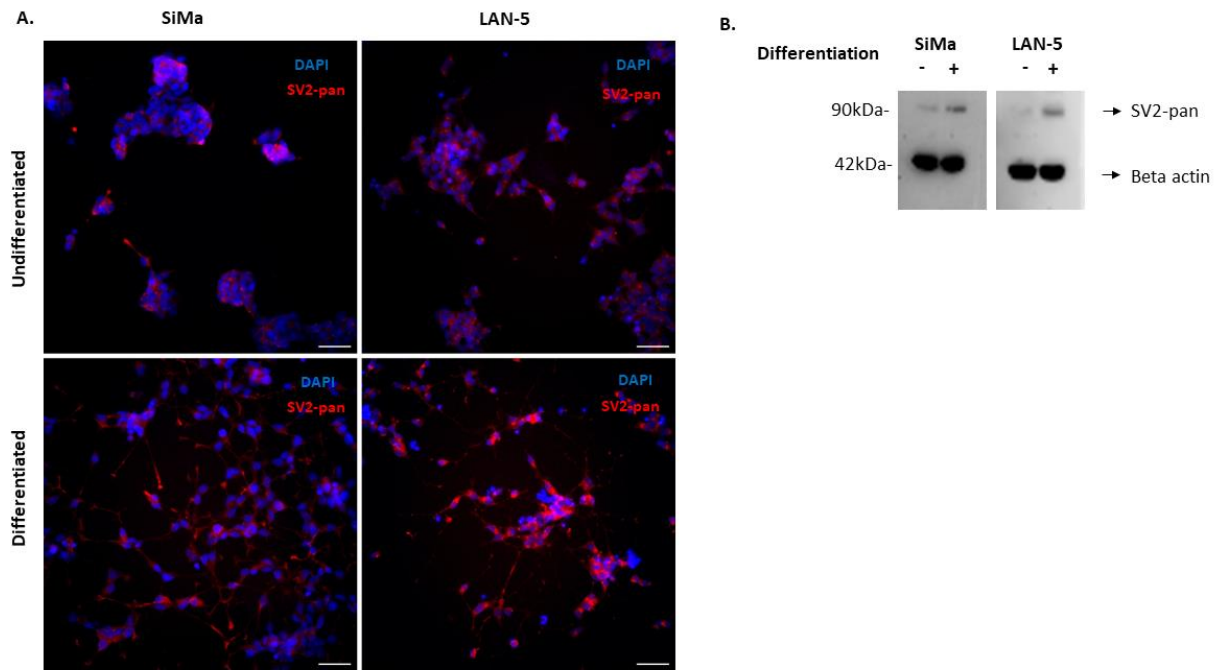 A.
SiMa
LAN-5
Undifferentiated
DAPI
SV2-pan
DAPI
SV2-pan
Differentiated
DAPI
SV2-pan
DAPI
SV2-pan
B.
Differentiation
SiMa
LAN-5
- +
- +
90kDa-
SV2-pan
42kDa-
Beta actin